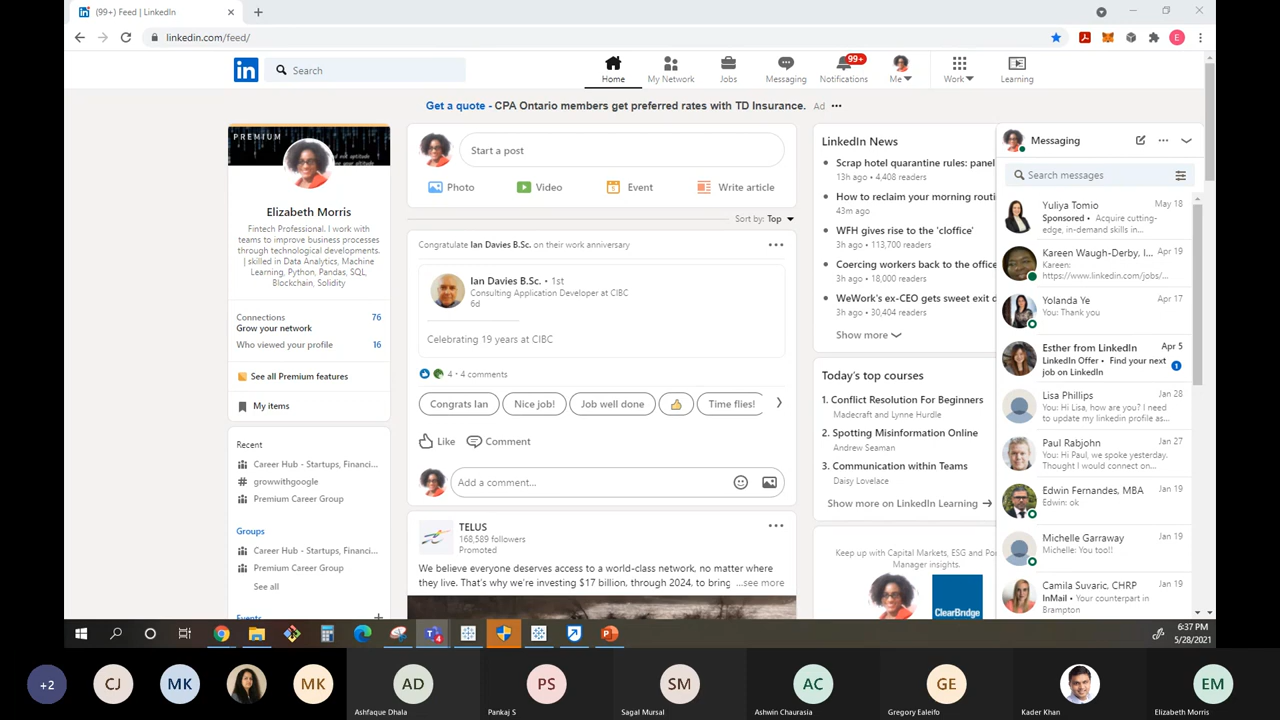 (99+) Feed | LinkedIn
linkedin.com/feed/
E
in
Search
Home
My Network
Jobs
Messaging
99+
Notifications
Me
Work
Learning
Get a quote - CPA Ontario members get preferred rates with TD Insurance. Ad
PREMIUM
Elizabeth Morris
Fintech Professional. I work with
teams to improve business processes
through technological developments.
| skilled in Data Analytics, Machine
Learning, Python, Pandas, SQL,
Blockchain, Solidity
Connections 76
Grow your network
Who viewed your profile 16
See all Premium features
My items
Recent
Career Hub - Startups, Financi...
# growwithgoogle
Premium Career Group
Groups
Career Hub - Startups, Financi...
Premium Career Group
See all
Events +
Start a post
Photo
Video
Event
Write article
Sort by: Top
Congratulate Ian Davies B.Sc. on their work anniversary
Ian Davies B.Sc. • 1st
Consulting Application Developer at CIBC
6d
Celebrating 19 years at CIBC
4 • 4 comments
Congrats Ian
Nice job!
Job well done
Time flies!
Like
Comment
Add a comment...
TELUS
168,589 followers
Promoted
We believe everyone deserves access to a world-class network, no matter where
they live. That's why we're investing $17 billion, through 2024, to bring ...see more
LinkedIn News
Scrap hotel quarantine rules: panel
13h ago • 4,408 readers
How to reclaim your morning routi
43m ago
WFH gives rise to the 'cloffice'
3h ago • 113,700 readers
Coercing workers back to the office
3h ago • 18,000 readers
WeWork's ex-CEO gets sweet exit d
3h ago • 30,404 readers
Show more
Today's top courses
1. Conflict Resolution For Beginners
Madecraft and Lynne Hurdle
2. Spotting Misinformation Online
Andrew Seaman
3. Communication within Teams
Daisy Lovelace
Show more on LinkedIn Learning
Keep up with Capital Markets, ESG and Po
Manager insights.
ClearBridge
Messaging
Search messages
Yuliya Tomio May 18
Sponsored • Acquire cutting-
edge, in-demand skills in...
Kareen Waugh-Derby, I... Apr 19
Kareen:
https://www.linkedin.com/jobs/...
Yolanda Ye Apr 17
You: Thank you
Esther from LinkedIn Apr 5
LinkedIn Offer • Find your next
job on LinkedIn 1
Lisa Phillips Jan 28
You: Hi Lisa, how are you? I need
to update my linkedin profile as...
Paul Rabjohn Jan 27
You: Hi Paul, we spoke yesterday.
Thought I would connect on...
Edwin Fernandes, MBA Jan 19
Edwin: ok
Michelle Garraway Jan 19
Michelle: You too!!
Camila Suvaric, CHRP Jan 19
InMail • Your counterpart in
Brampton
4
6:37 PM
5/28/2021
+2
CJ
MK
MK
AD
Ashfaque Dhala
PS
Pankaj S
SM
Sagal Mursal
AC
Ashwin Chaurasia
GE
Gregory Ealeifo
Kader Khan
EM
Elizabeth Morris